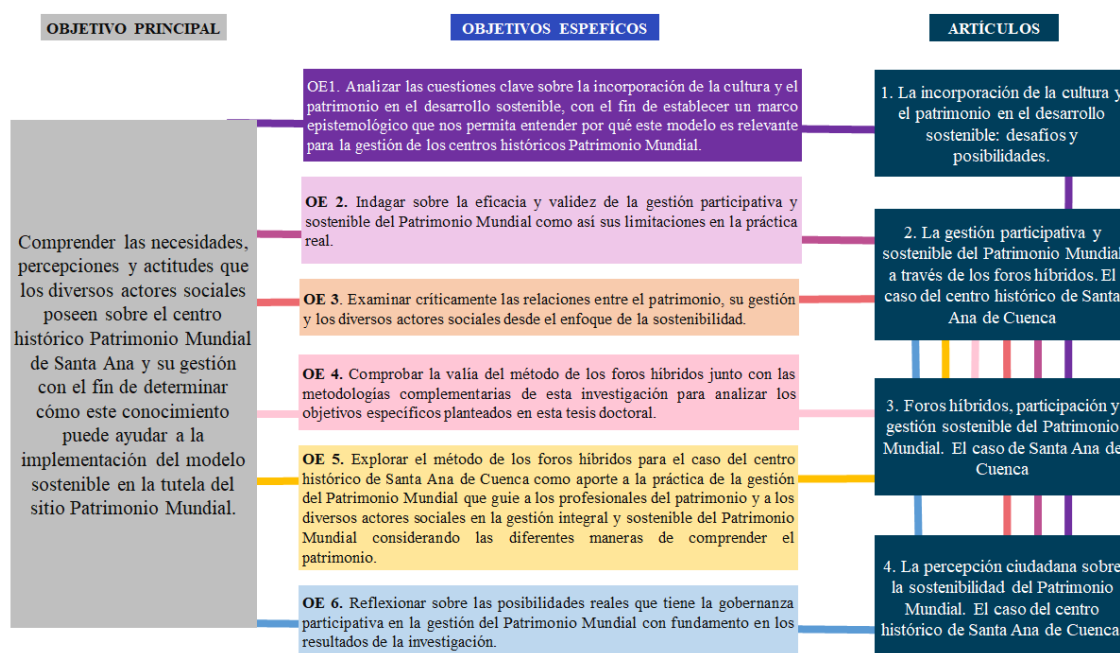 OBJETIVO PRINCIPAL
OBJETIVOS ESPEFÍCOS
ARTÍCULOS
Comprender las necesidades,
percepciones y actitudes que
los diversos actores sociales
poseen sobre el centro
histórico Patrimonio Mundial
de Santa Ana y su gestión
con el fin de determinar
cómo este conocimiento
puede ayudar a la
implementación del modelo
sostenible en la tutela del
sitio Patrimonio Mundial.
OE1. Analizar las cuestiones clave sobre la incorporación de la cultura y el
patrimonio en el desarrollo sostenible, con el fin de establecer un marco
epistemológico que nos permita entender por qué este modelo es relevante
para la gestión de los centros históricos Patrimonio Mundial.
OE 2. Indagar sobre la eficacia y validez de la gestión participativa y
sostenible del Patrimonio Mundial como así sus limitaciones en la práctica
real.
OE 3. Examinar críticamente las relaciones entre el patrimonio, su gestión
y los diversos actores sociales desde el enfoque de la sostenibilidad.
OE 4. Comprobar la valía del método de los foros híbridos junto con las
metodologías complementarias de esta investigación para analizar los
objetivos específicos planteados en esta tesis doctoral.
OE 5. Explorar el método de los foros híbridos para el caso del centro
histórico de Santa Ana de Cuenca como aporte a la práctica de la gestión
del Patrimonio Mundial que guie a los profesionales del patrimonio y a los
diversos actores sociales en la gestión integral y sostenible del Patrimonio
Mundial considerando las diferentes maneras de comprender el
patrimonio.
OE 6. Reflexionar sobre las posibilidades reales que tiene la gobernanza
participativa en la gestión del Patrimonio Mundial con fundamento en los
resultados de la investigación.
1. La incorporación de la cultura y
el patrimonio en el desarrollo
sostenible: desafíos y
posibilidades.
2. La gestión participativa y
sostenible del Patrimonio Mundial
a través de los foros híbridos. El
caso del centro histórico de Santa
Ana de Cuenca
3. Foros híbridos, participación y
gestión sostenible del Patrimonio
Mundial. El caso de Santa Ana de
Cuenca
4. La percepción ciudadana sobre
la sostenibilidad del Patrimonio
Mundial. El caso del centro
histórico de Santa Ana de Cuenca